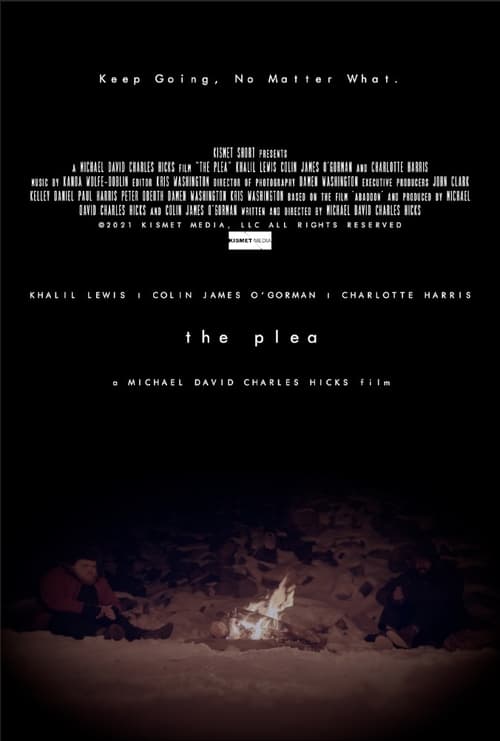 Keep Going, No Matter What.
KISMET SHORT PRESENTS
A MICHAEL DAVID CHARLES HICKS FILM "THE PLEA" KHALIL LEWIS COLIN JAMES O'GORMAN AND CHARLOTTE HARRIS
MUSIC BY KANDA WOLFE-DUBLIN EDITOR KRIS WASHINGTON DIRECTOR OF PHOTOGRAPHY DAMEN WASHINGTON EXECUTIVE PRODUCERS JOHN CLARK
KELLEY DANIEL PAUL HARRIS PETER OBERTH DAMEN WASHINGTON KRIS WASHINGTON BASED ON THE FILM "ABADDON" AND PRODUCED BY MICHAEL
DAVID CHARLES HICKS AND COLIN JAMES O'GORMAN WRITTEN AND DIRECTED BY MICHAEL DAVID CHARLES HICKS
©2021 KISMET MEDIA, LLC ALL RIGHTS RESERVED
KISMET MEDIA
KHALIL LEWIS | COLIN JAMES O'GORMAN | CHARLOTTE HARRIS
the plea
a MICHAEL DAVID CHARLES HICKS film